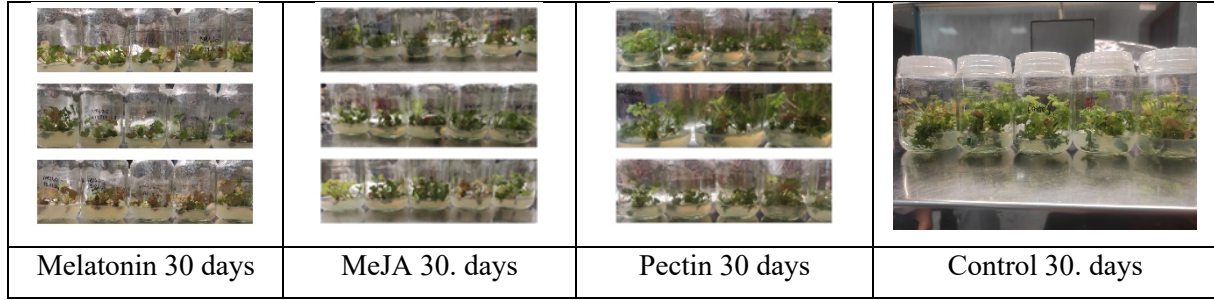 Melatonin 30 days
MeJA 30. days
Pectin 30 days
Control 30. days